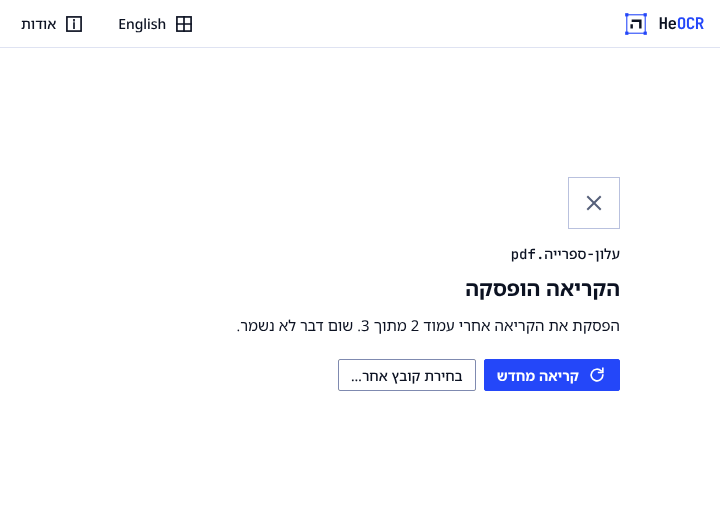 ה HeOCR
English
אודות
עלון-ספרייה.pdf
הקריאה הופסקה
הפסקת את הקריאה אחרי עמוד 2 מתוך 3. שום דבר לא נשמר.
קריאה מחדש
בחירת קובץ אחר...